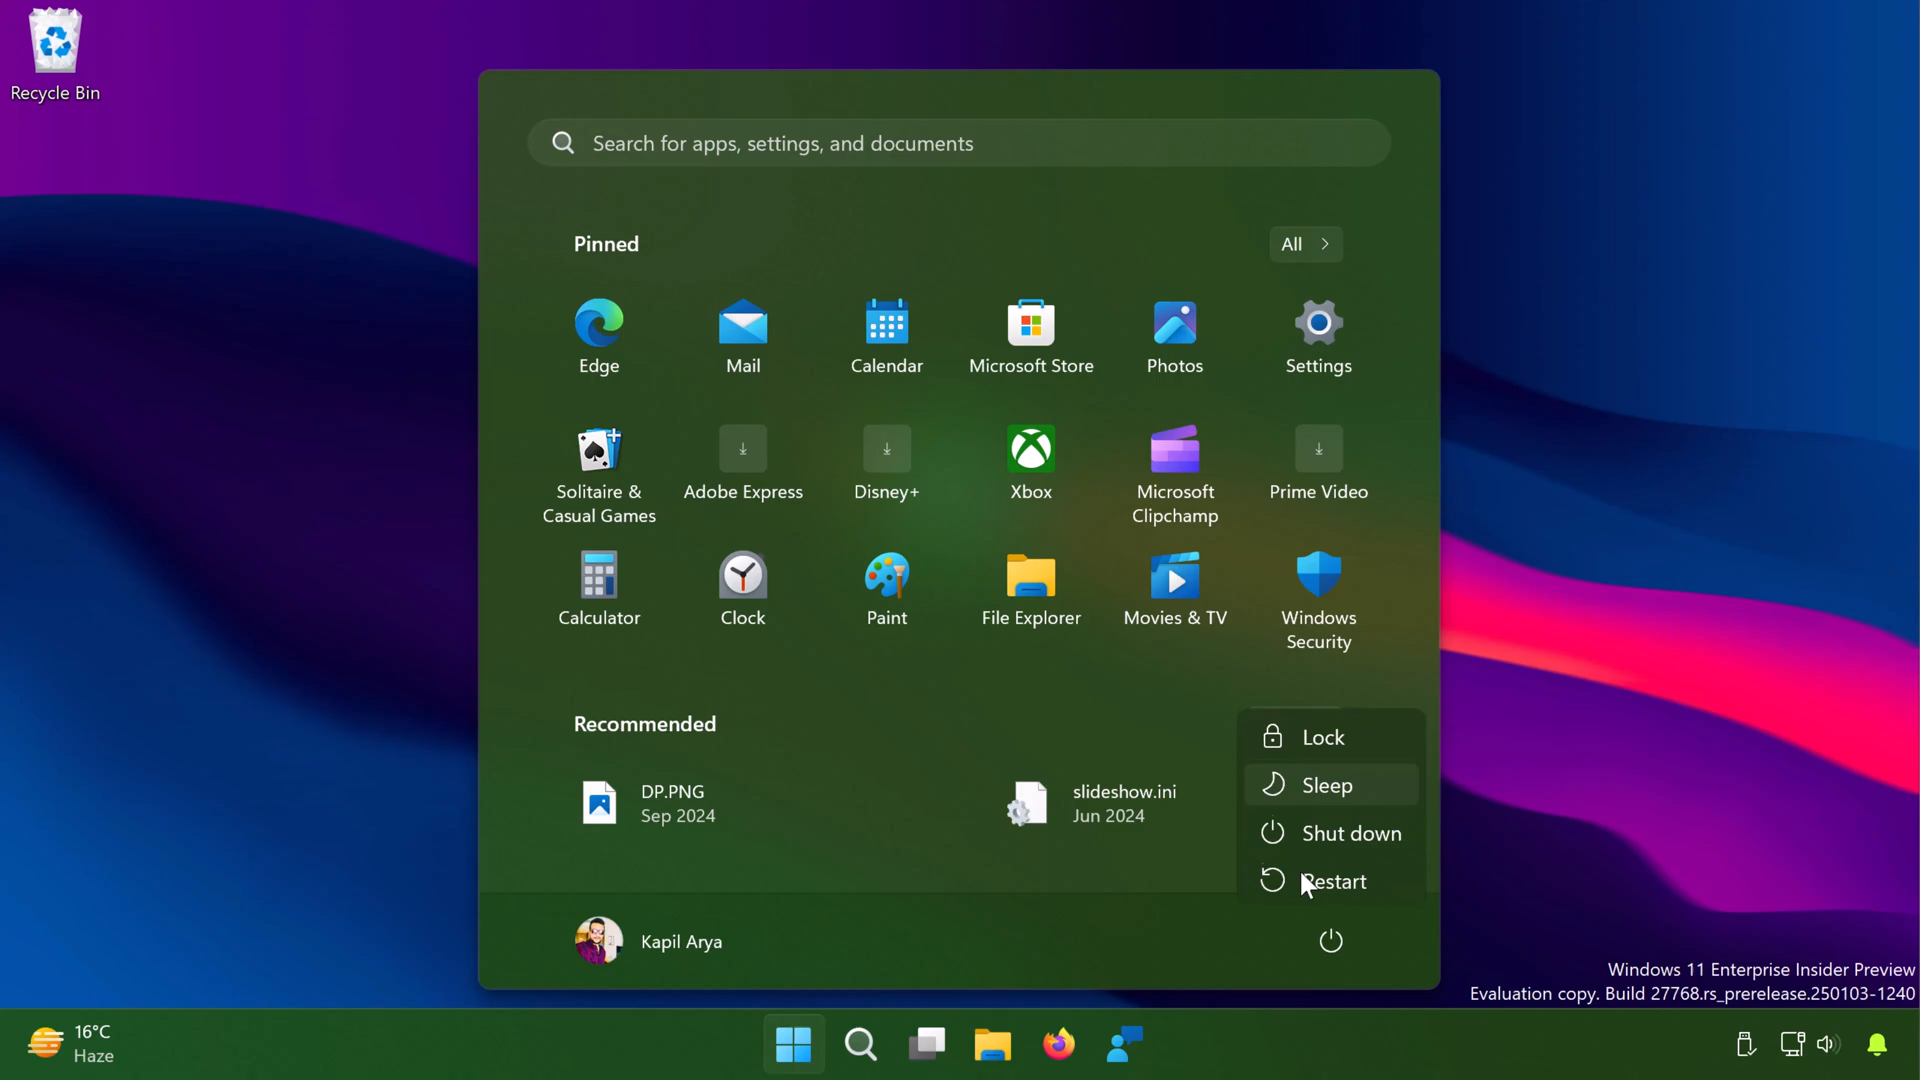 Recycle Bin
Search for apps, settings, and documents
Pinned
All
Edge
Mail
Calendar
Microsoft Store
Photos
Settings
Solitaire &
Casual Games
Adobe Express
Disney+
Xbox
Microsoft
Clipchamp
Prime Video
Calculator
Clock
Paint
File Explorer
Movies & TV
Windows
Security
Recommended
DP.PNG
Sep 2024
slideshow.ini
Jun 2024
Lock
Sleep
Shut down
Restart
Kapil Arya
Windows 11 Enterprise Insider Preview
Evaluation copy. Build 27768.rs_prerelease.250103-1240
16°C
Haze